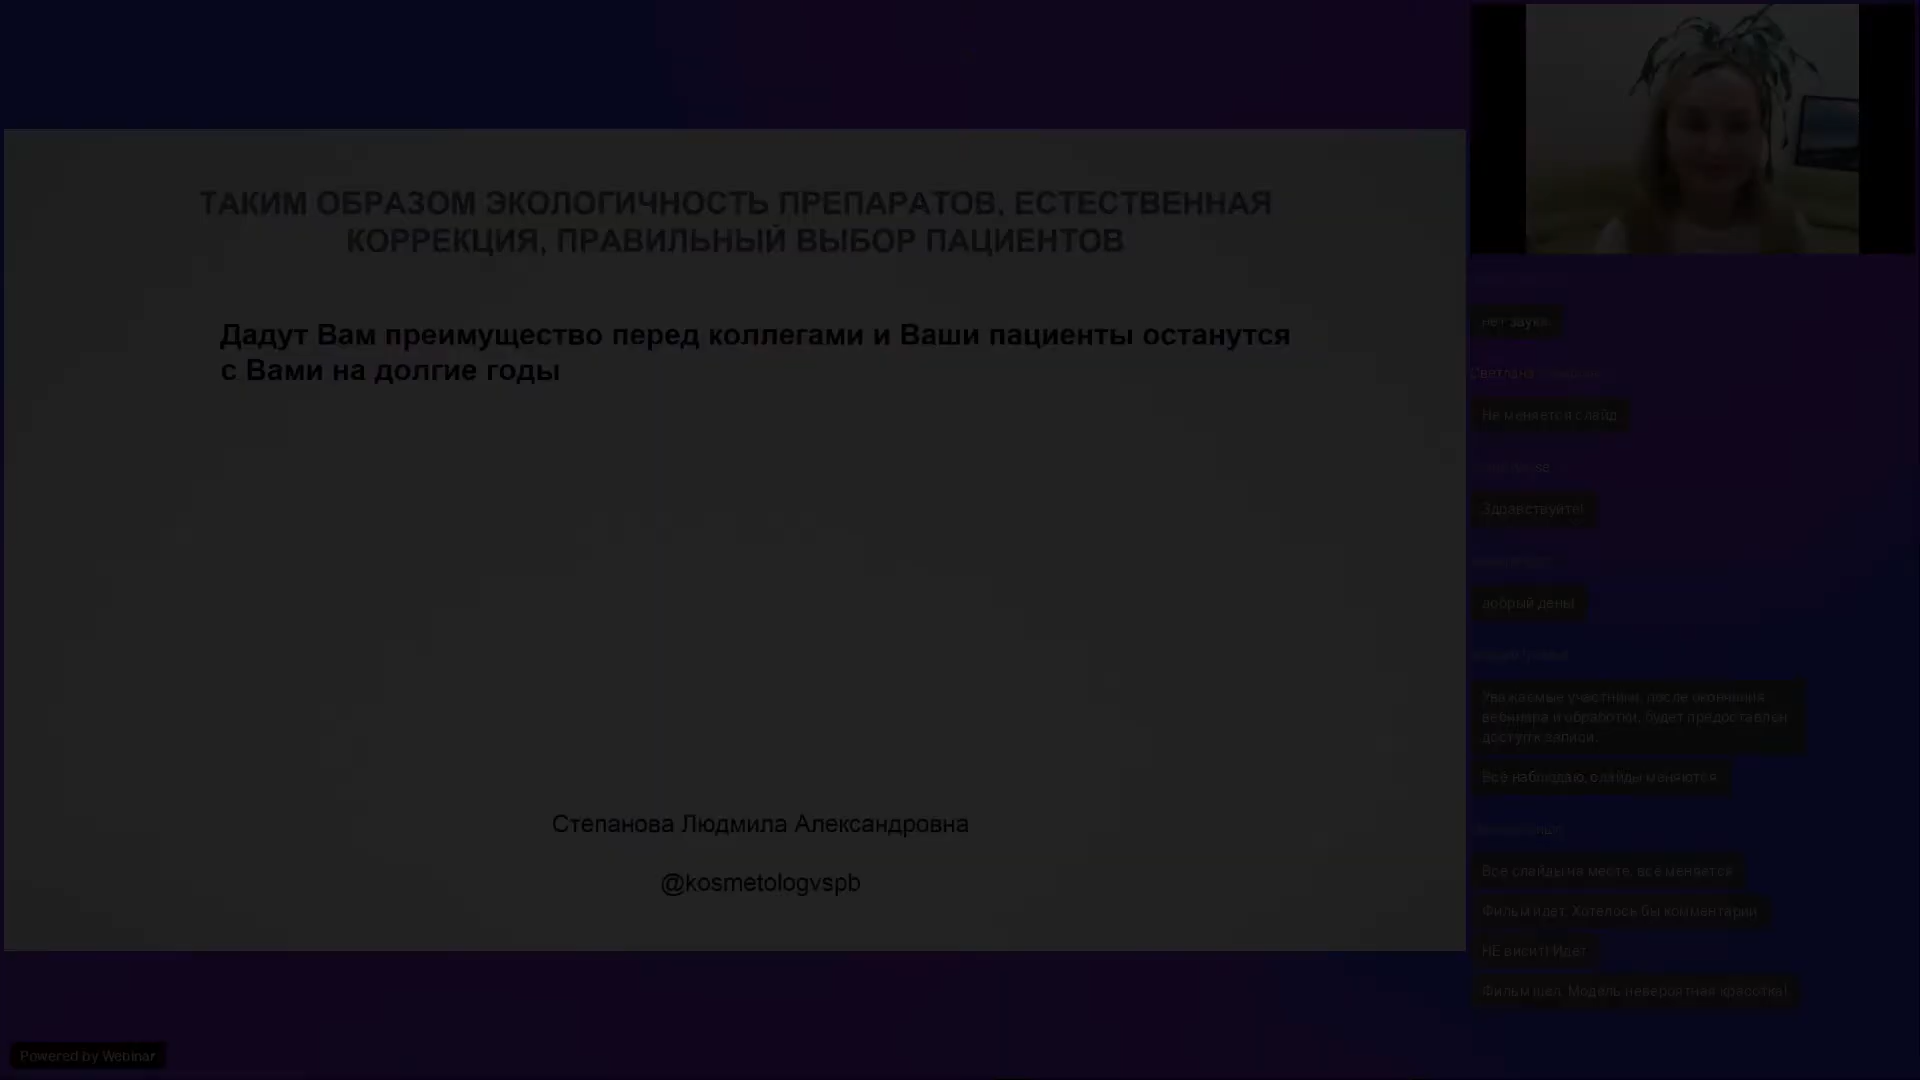 ТАКИМ ОБРАЗОМ ЭКОЛОГИЧНОСТЬ ПРЕПАРАТОВ, ЕСТЕСТВЕННАЯ
КОРРЕКЦИЯ, ПРАВИЛЬНЫЙ ВЫБОР ПАЦИЕНТОВ
Дадут Вам преимущество перед коллегами и Ваши пациенты останутся
с Вами на долгие годы
Степанова Людмила Александровна
@kosmetologvspb
нет звука.
Светлана
Не меняется слайд
Здравствуйте!
добрый день!
Уважаемые участники, после окончания
вебинара и обработки, будет предоставлен
доступ к записи.
Всё наблюдаю, слайды меняются
Все слайды на месте, все меняется
Фильм идет. Хотелось бы комментарии
НЕ висит! Идет
Фильм шел. Модель невероятная красотка!
Powered by Webinar